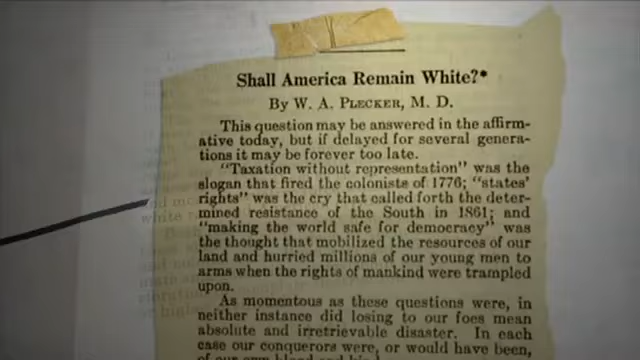 Shall America Remain White?*
By W. A. PLECKER, M. D.
This question may be answered in the affirm-
ative today, but if delayed for several genera-
tions it may be forever too late.
"Taxation without representation" was the
slogan that fired the colonists of 1776; "states'
rights" was the cry that called forth the deter-
mined resistance of the South in 1861; and
"making the world safe for democracy" was
the thought that mobilized the resources of our
land and hurried millions of our young men to
arms when the rights of mankind were trampled
upon.
As momentous as these questions were, in
neither instance did losing to our foes mean
absolute and irretrievable disaster. In each
case our conquerors were, or would have been,
of our own blood and